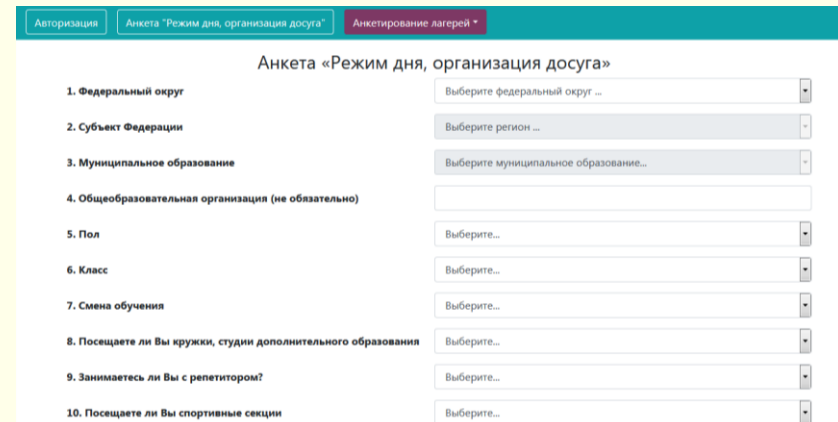 Авторизация Анкета "Режим дня, организация досуга" Анкетирование лагерей
Анкета «Режим дня, организация досуга»
1. Федеральный округ Выберите федеральный округ ...
2. Субъект Федерации Выберите регион ...
3. Муниципальное образование Выберите муниципальное образование...
4. Общеобразовательная организация (не обязательно)
5. Пол Выберите...
6. Класс Выберите...
7. Смена обучения Выберите...
8. Посещаете ли Вы кружки, студии дополнительного образования Выберите...
9. Занимаетесь ли Вы с репетитором? Выберите...
10. Посещаете ли Вы спортивные секции Выберите...